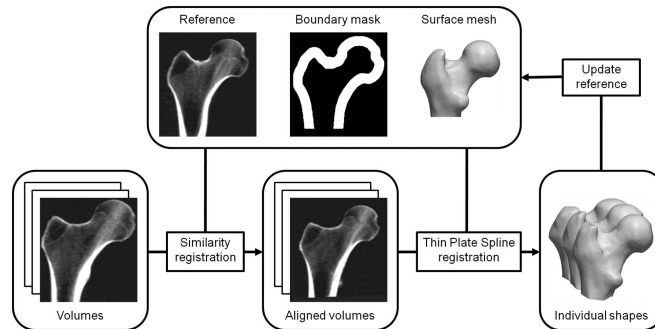 Reference
Boundary mask
Surface mesh
Update
reference
Similarity
registration
Thin Plate Spline
registration
Volumes
Aligned volumes
Individual shapes